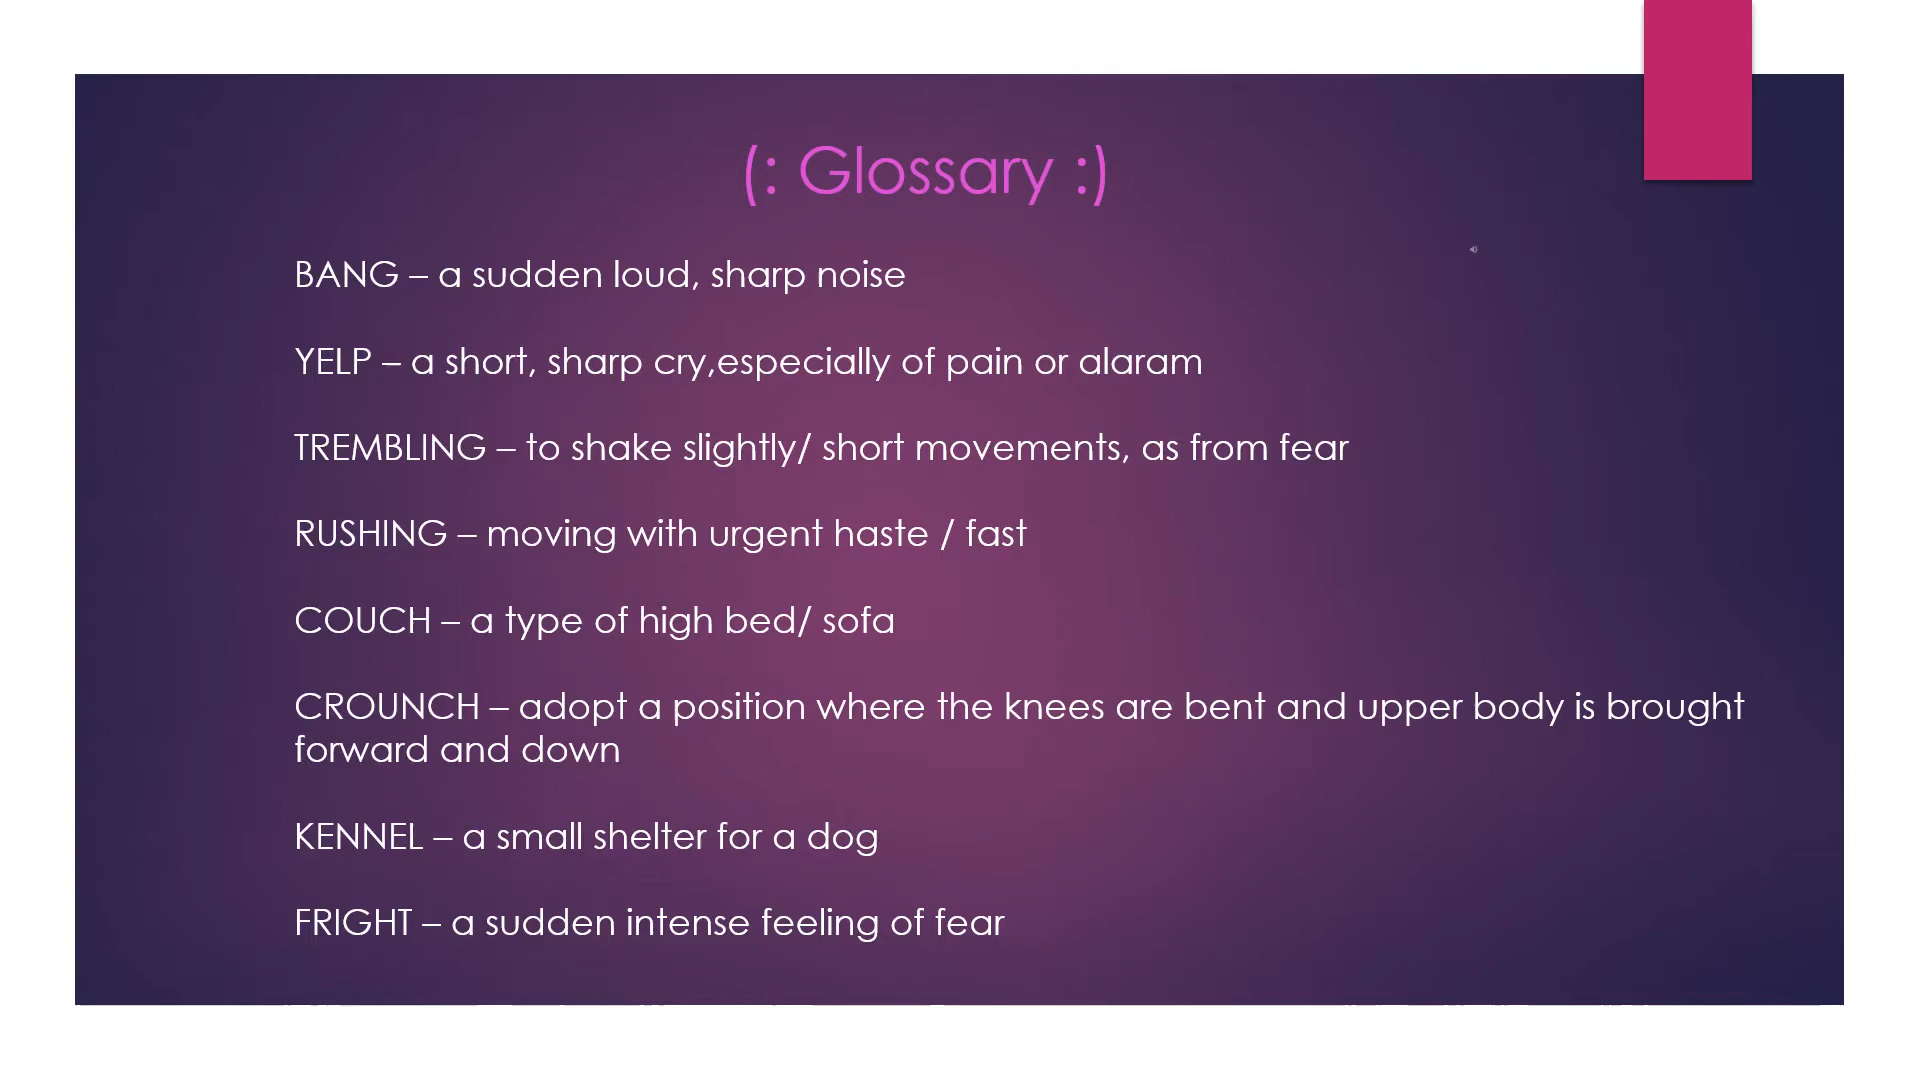 (: Glossary :)
BANG – a sudden loud, sharp noise
YELP – a short, sharp cry,especially of pain or alaram
TREMBLING – to shake slightly/ short movements, as from fear
RUSHING – moving with urgent haste / fast
COUCH – a type of high bed/ sofa
CROUNCH – adopt a position where the knees are bent and upper body is brought
forward and down
KENNEL – a small shelter for a dog
FRIGHT – a sudden intense feeling of fear